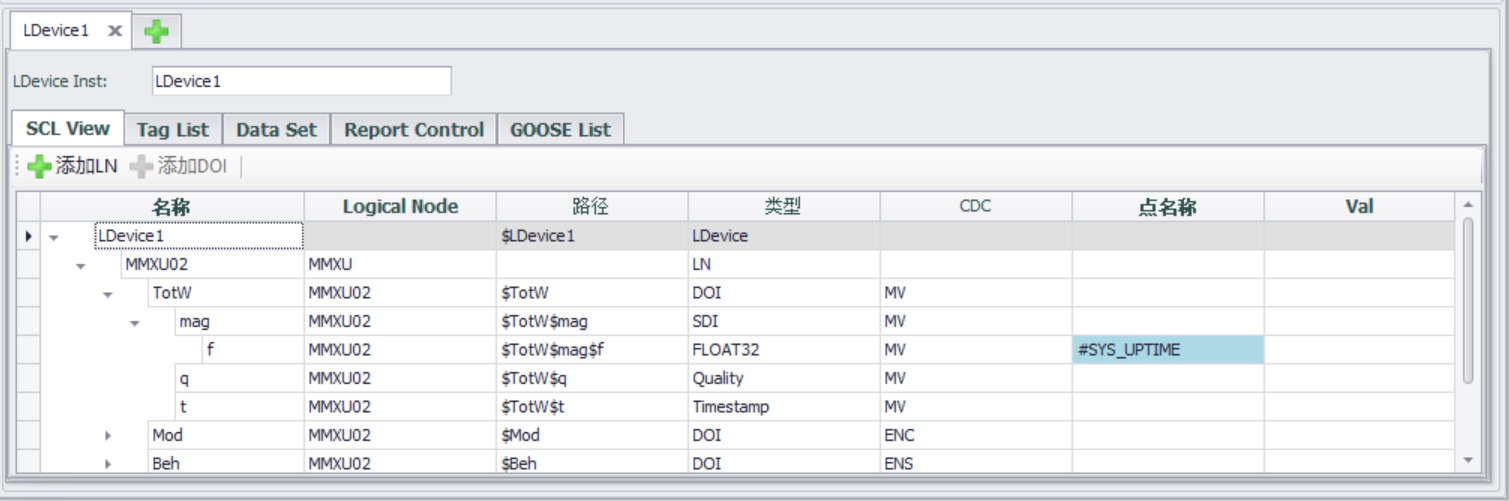 LDevice1
LDevice Inst: LDevice1
SCL View Tag List Data Set Report Control GOOSE List
添加LN 添加DOI
名称 Logical Node 路径 类型 CDC 点名称 Val
LDevice1 $LDevice1 LDevice
MMXU02 MMXU LN
TotW MMXU02 $TotW DOI MV
mag MMXU02 $TotW$mag SDI MV
f MMXU02 $TotW$mag$f FLOAT32 MV #SYS_UPTIME
q MMXU02 $TotW$q Quality MV
t MMXU02 $TotW$t Timestamp MV
Mod MMXU02 $Mod DOI ENC
Beh MMXU02 $Beh DOI ENS